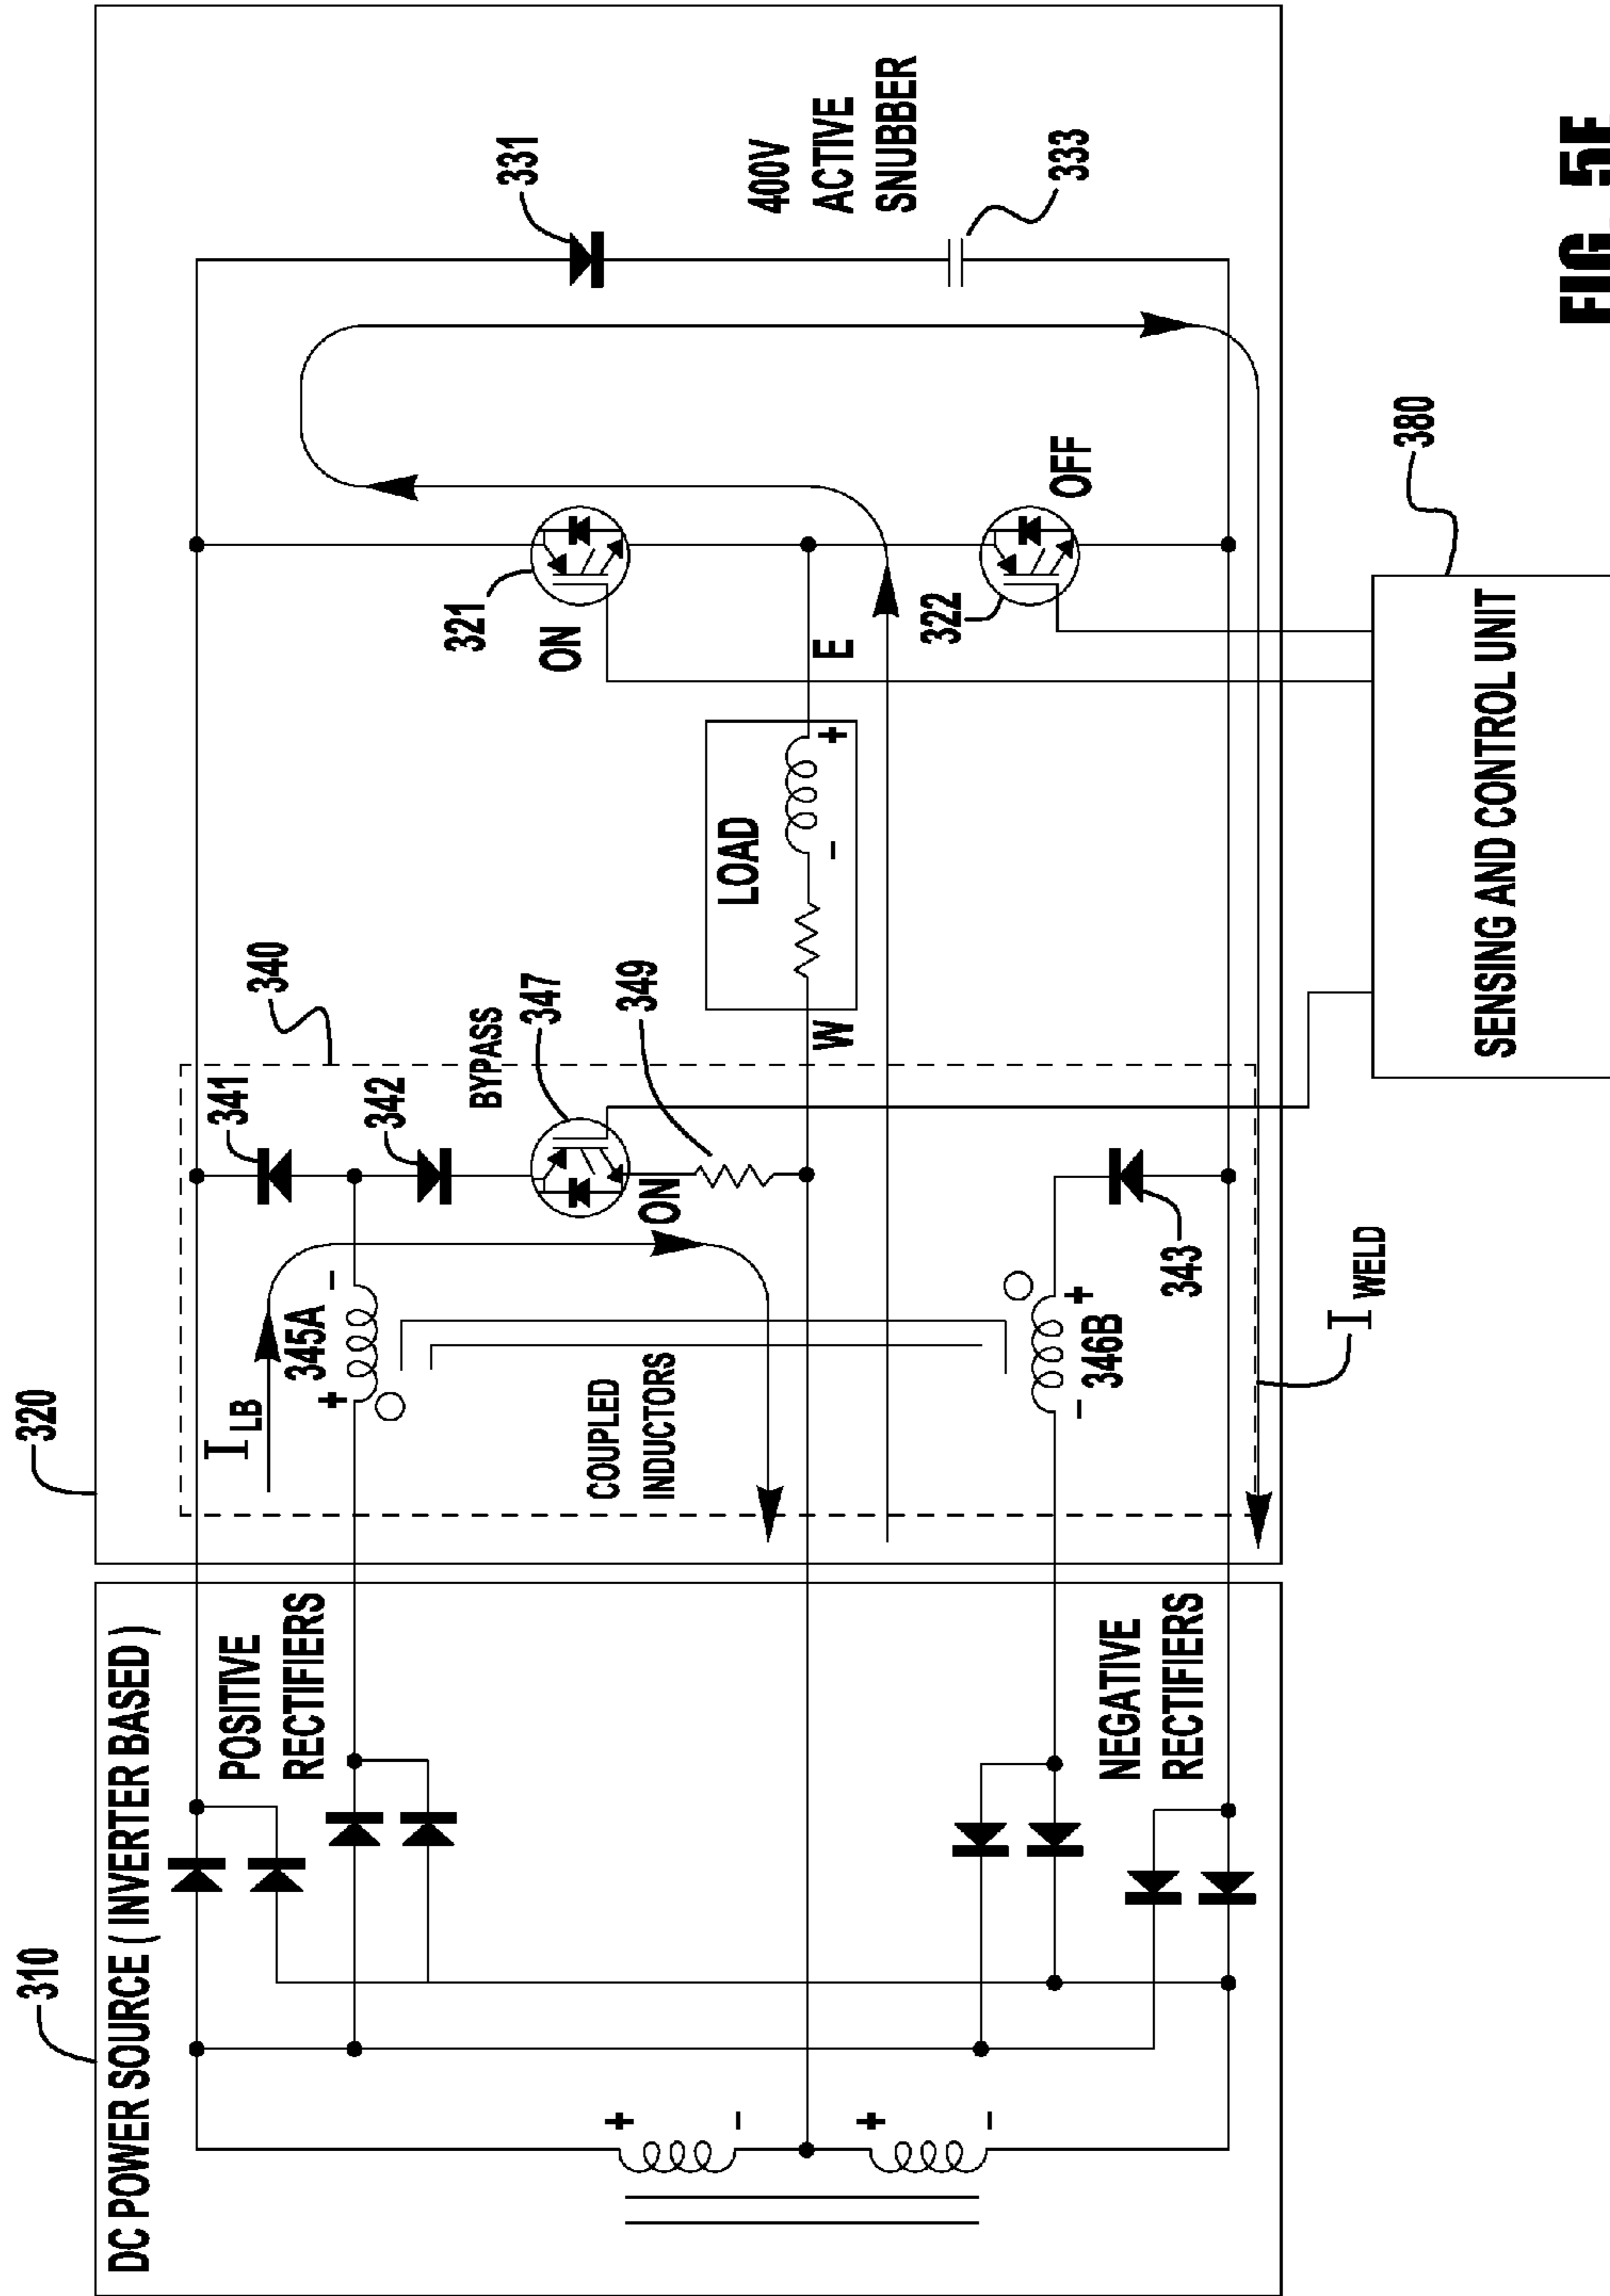 310
320
DC POWER SOURCE ( INVERTER BASED )
POSITIVE
RECTIFIERS
NEGATIVE
RECTIFIERS
I LB
+
345A
-
COUPLED
INDUCTORS
-
346B
+
340
341
342
BYPASS
347
ON
349
343
I WELD
W
LOAD
-
+
E
321
ON
322
OFF
331
400V
ACTIVE
SNUBBER
333
+
-
+
-
SENSING AND CONTROL UNIT
380